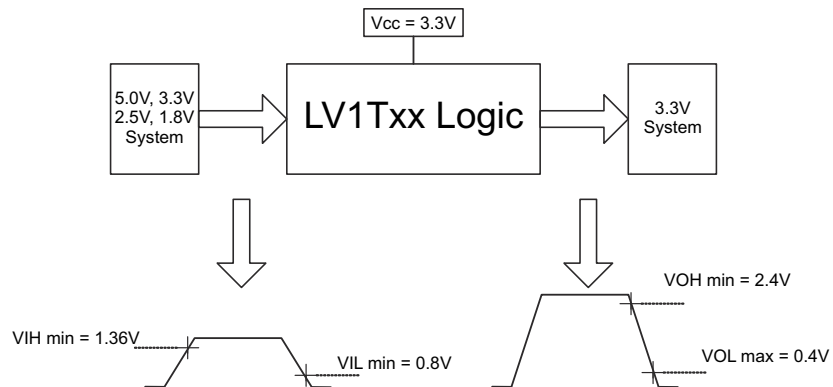 Vcc = 3.3V
5.0V, 3.3V
2.5V, 1.8V
System
LV1Txx Logic
3.3V
System
VIH min = 1.36V
VIL min = 0.8V
VOH min = 2.4V
VOL max = 0.4V